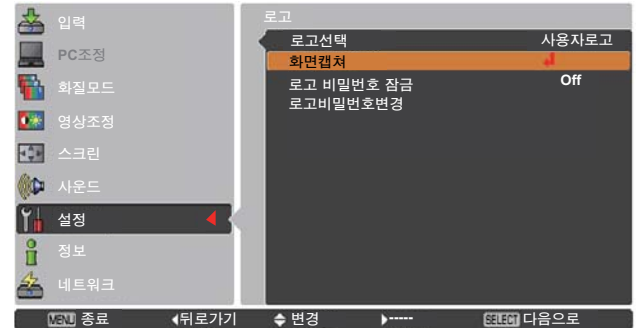 입력
PC조정
화질모드
영상조정
스크린
사운드
설정
정보
네트워크
로고
로고선택 사용자로고
화면캡쳐
로고 비밀번호 잠금 Off
로고비밀번호변경
MENU 종료 뒤로가기 변경 ----- SELECT 다음으로